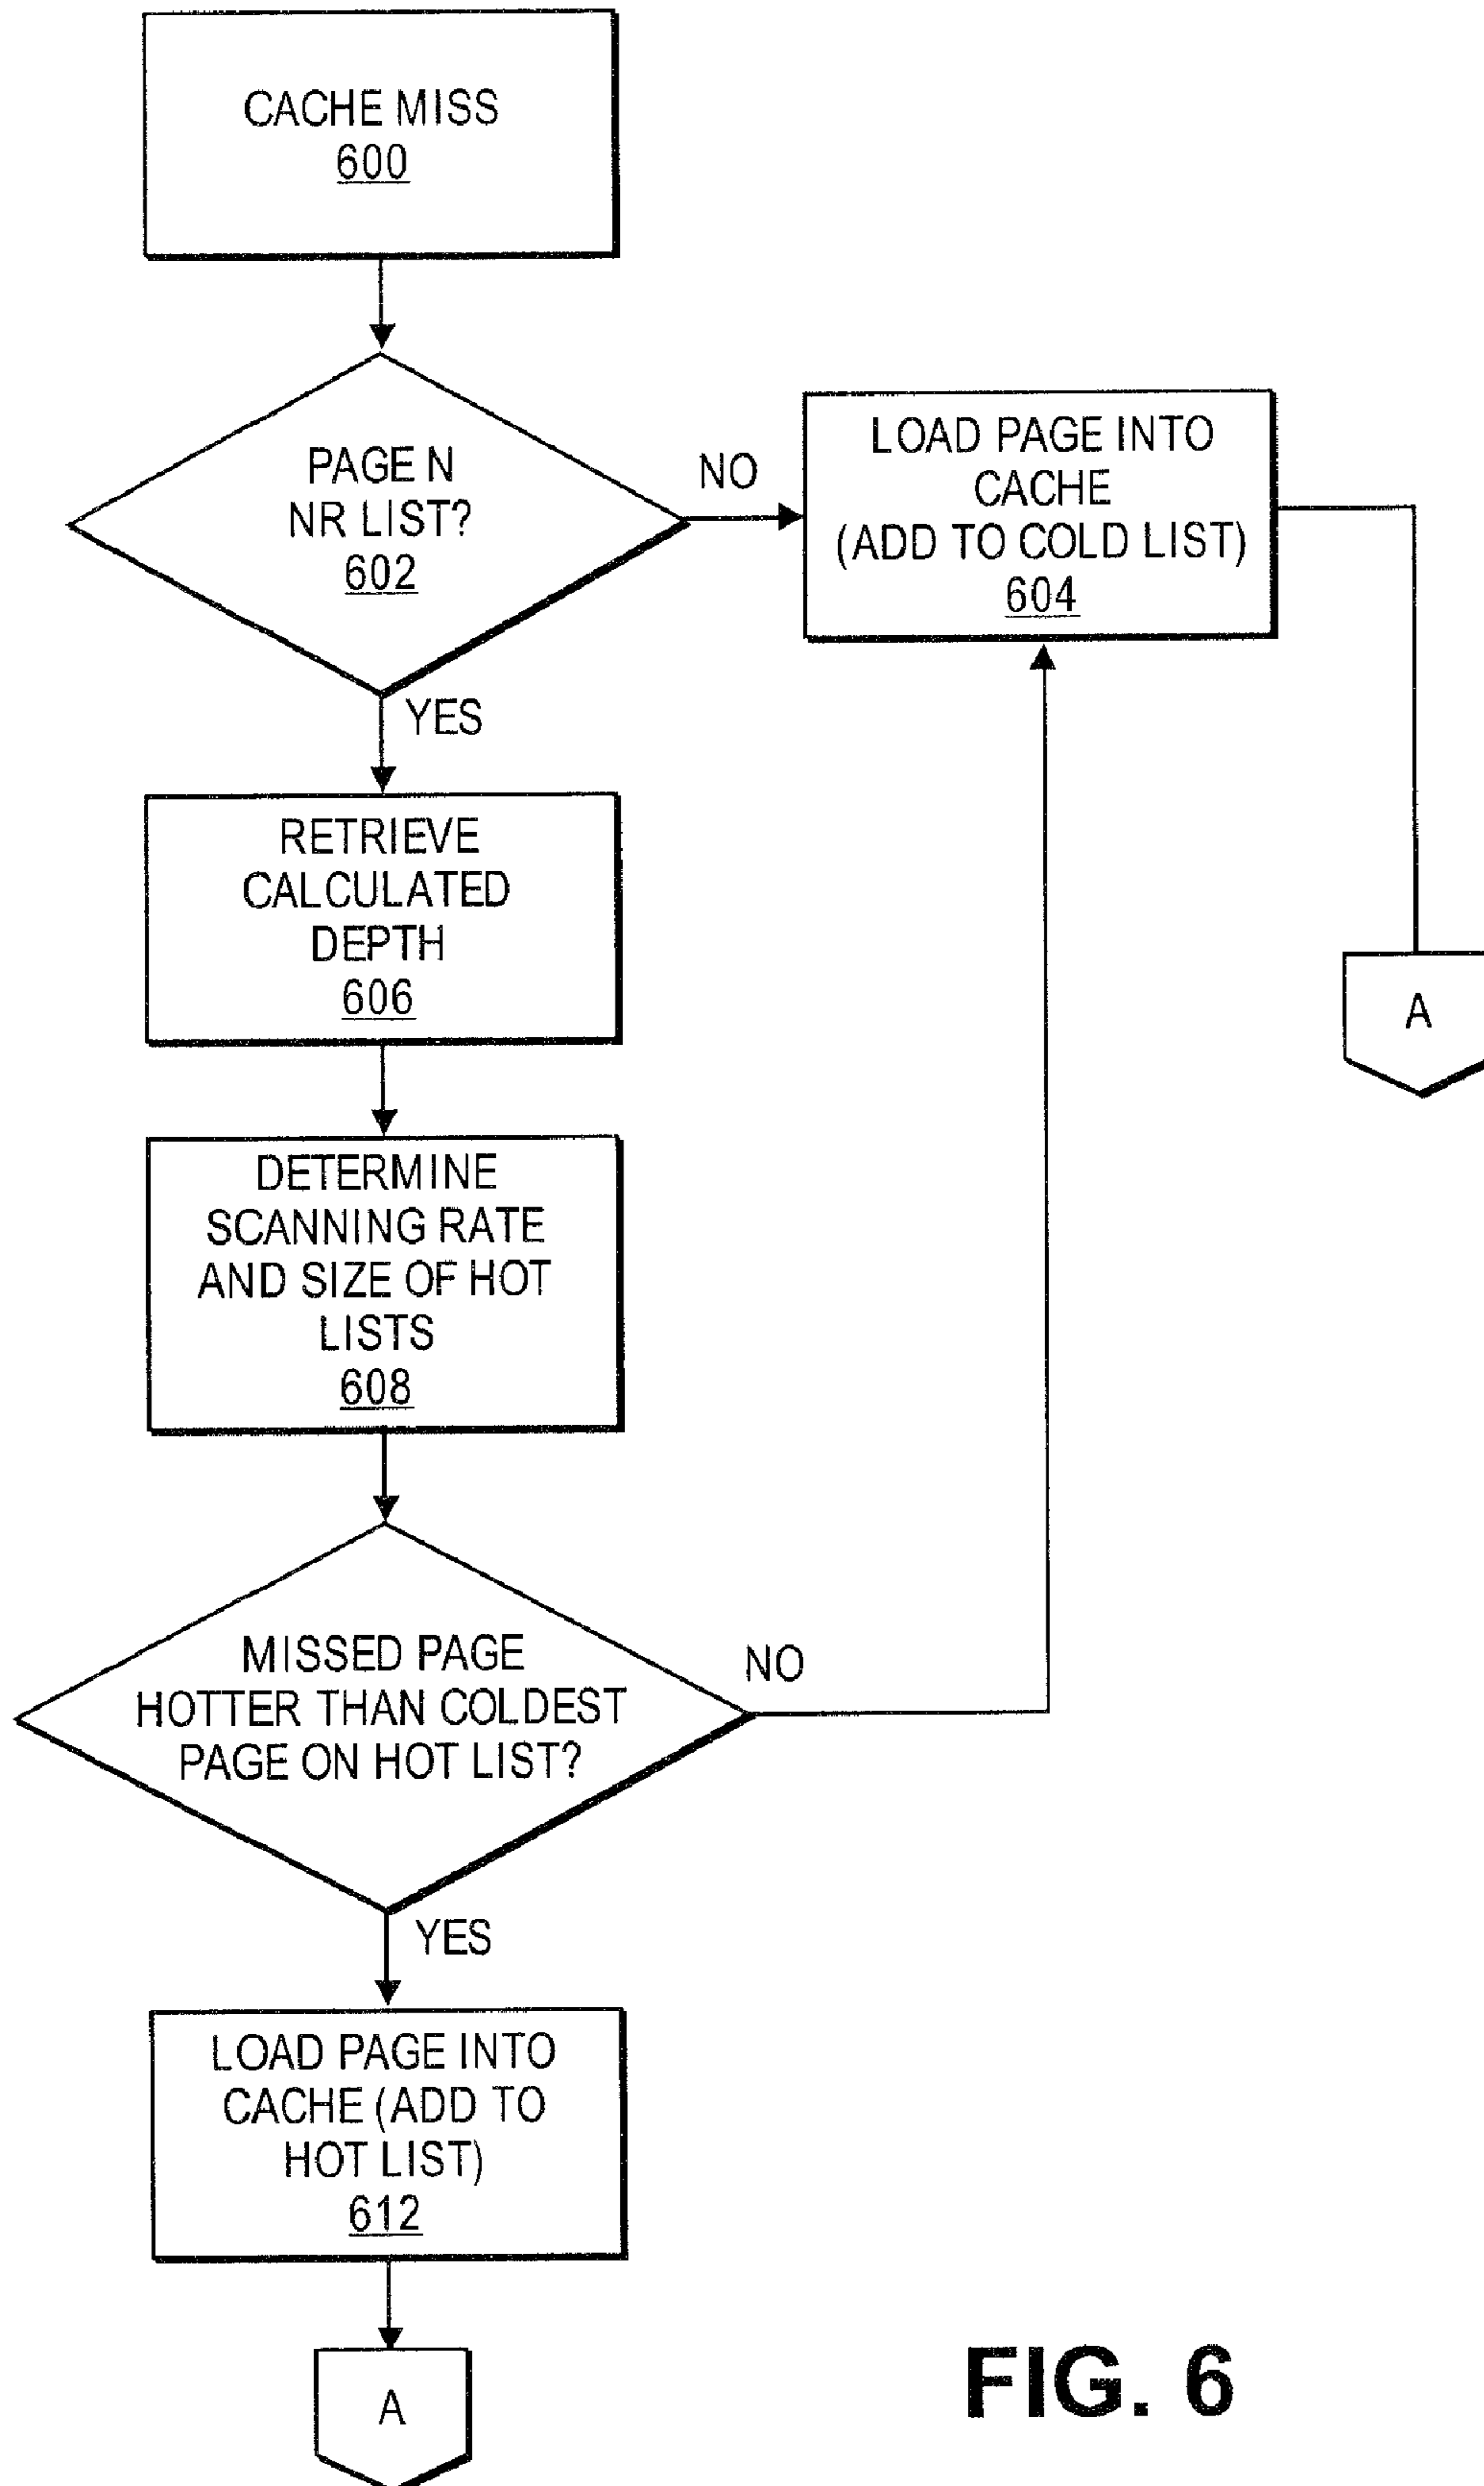 CACHE MISS
600
PAGE N
NR LIST?
602
NO
LOAD PAGE INTO
CACHE
(ADD TO COLD LIST)
604
YES
RETRIEVE
CALCULATED
DEPTH
606
A
DETERMINE
SCANNING RATE
AND SIZE OF HOT
LISTS
608
MISSED PAGE
HOTTER THAN COLDEST
PAGE ON HOT LIST?
NO
YES
LOAD PAGE INTO
CACHE (ADD TO
HOT LIST)
612
A
FIG. 6